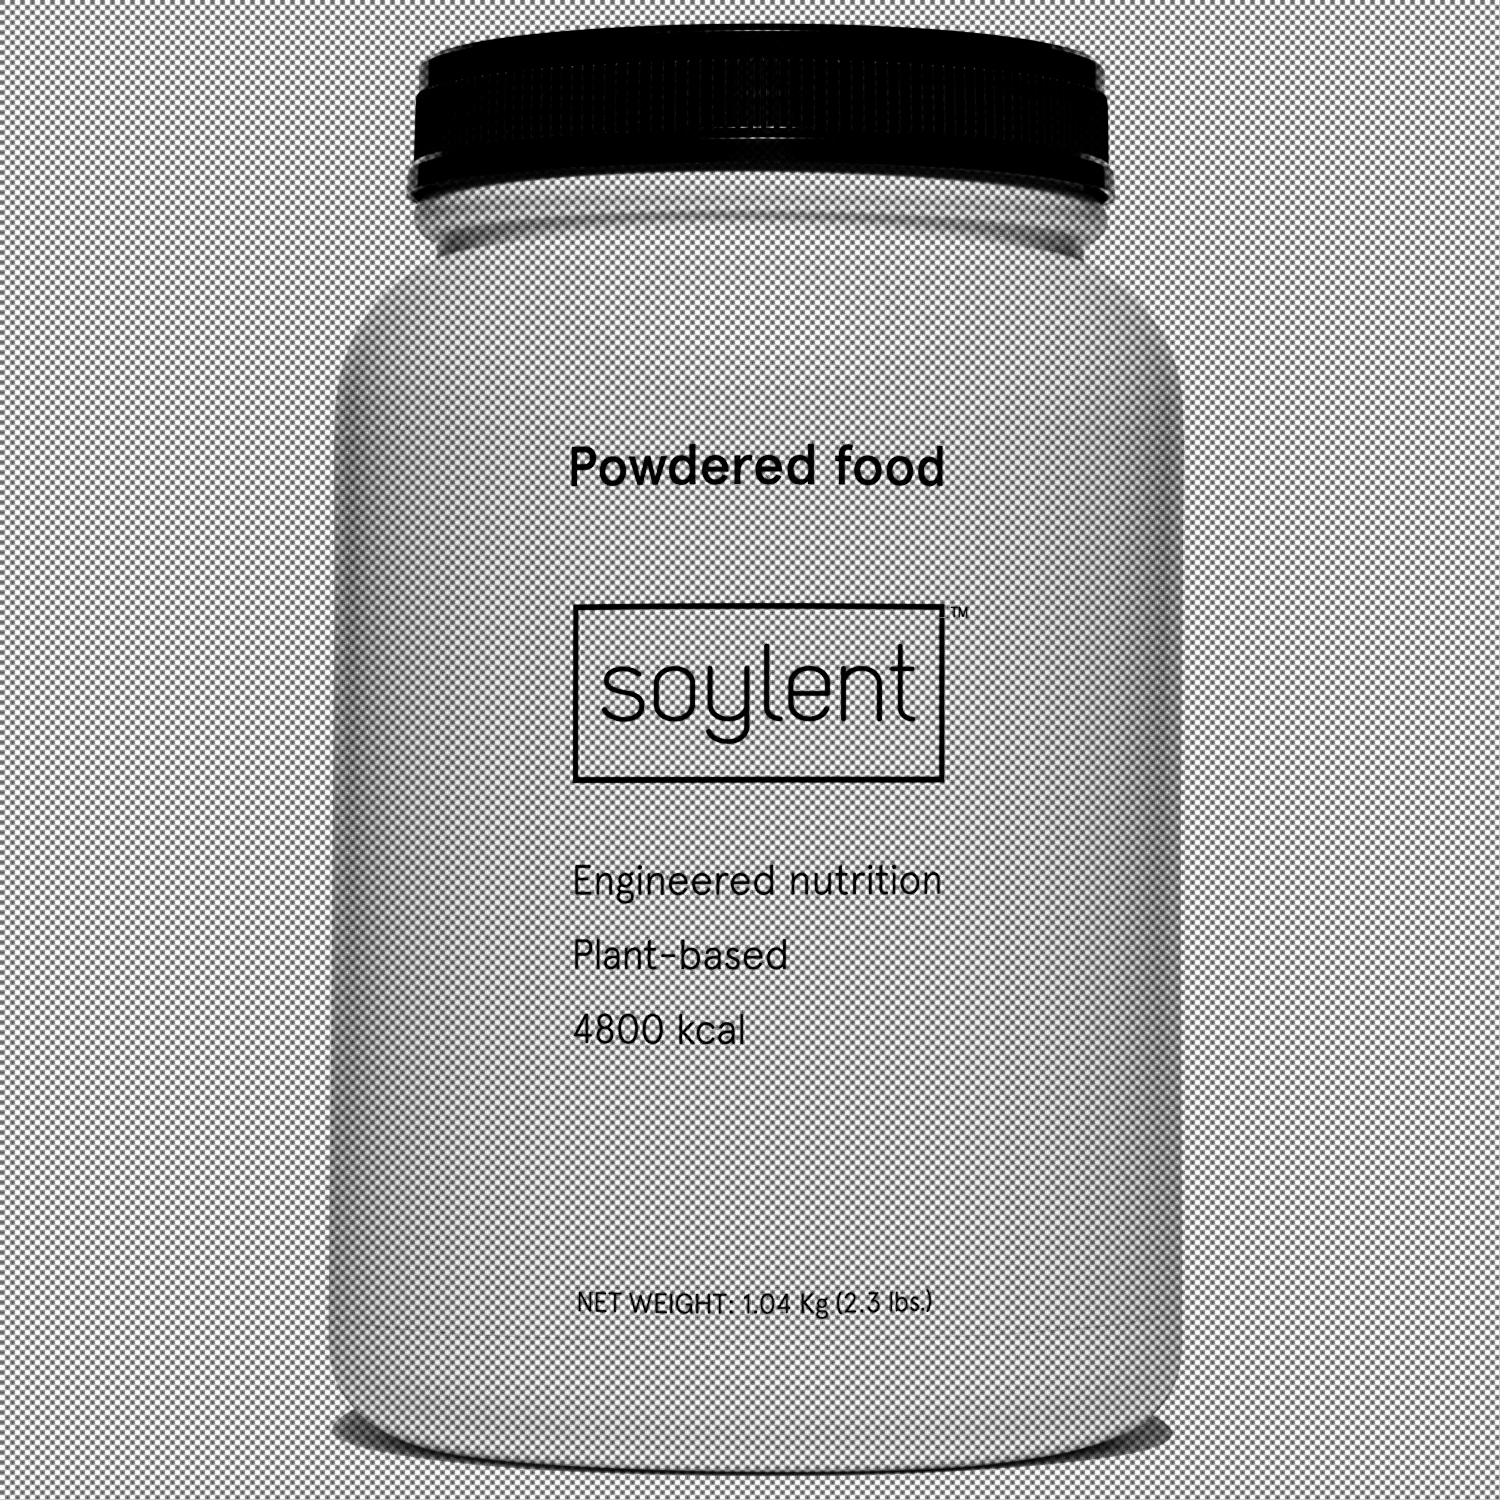 Powdered food
soylent™
Engineered nutrition
Plant-based
4800 kcal
NET WEIGHT: 1.04 Kg (2.3 lbs.)